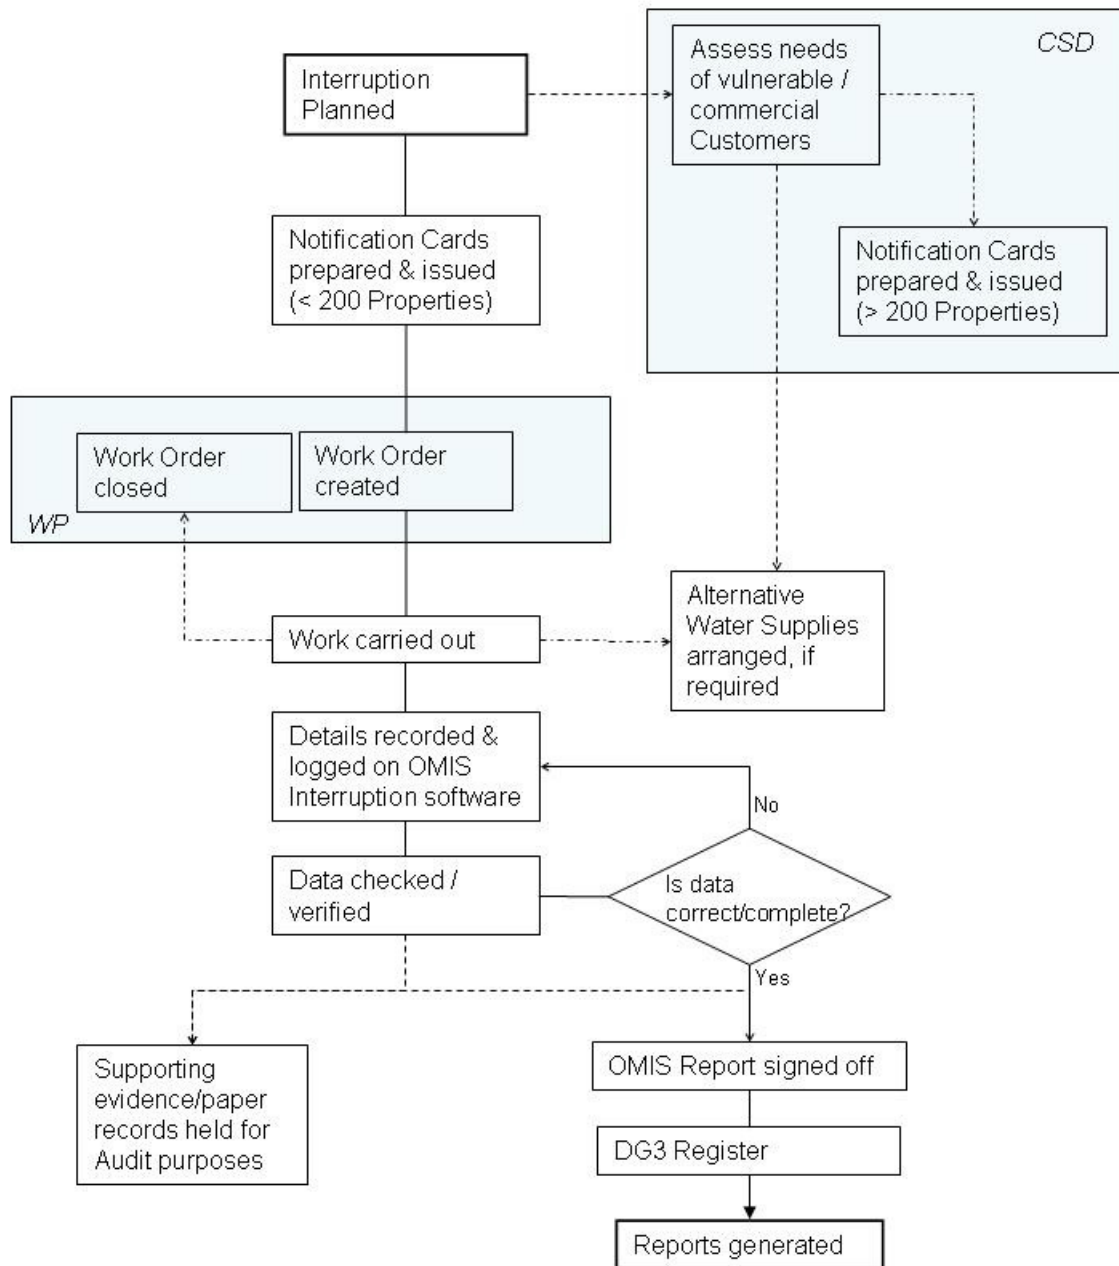 Interruption
Planned
Assess needs
of vulnerable /
commercial
Customers
CSD
Notification Cards
prepared & issued
(< 200 Properties)
Notification Cards
prepared & issued
(> 200 Properties)
Work Order
closed
Work Order
created
WP
Work carried out
Alternative
Water Supplies
arranged, if
required
Details recorded &
logged on OMIS
Interruption software
No
Data checked /
verified
Is data
correct/complete?
Yes
Supporting
evidence/paper
records held for
Audit purposes
OMIS Report signed off
DG3 Register
Reports generated